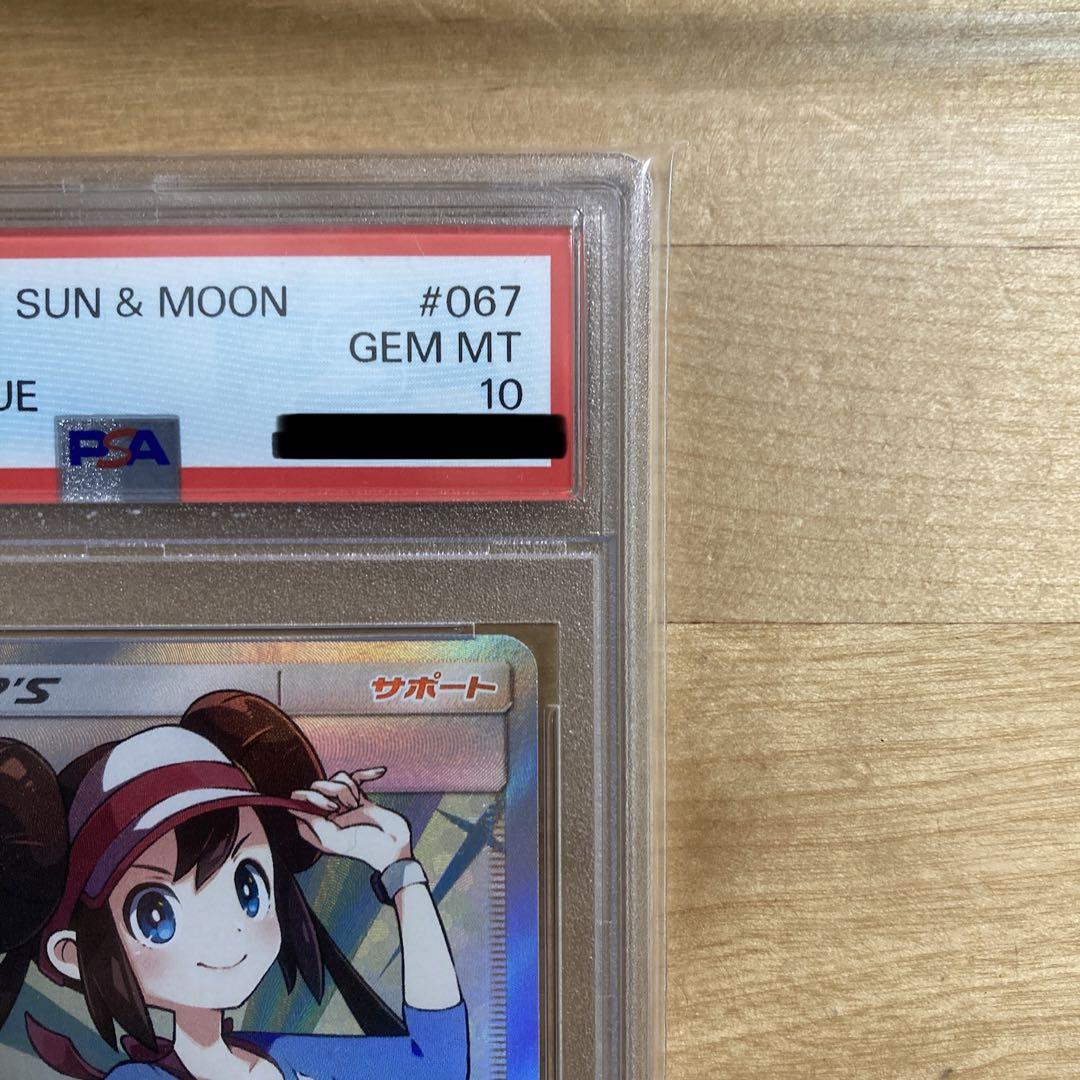 SUN & MOON #067
GEM MT
UE 10
PSA
'S サポート